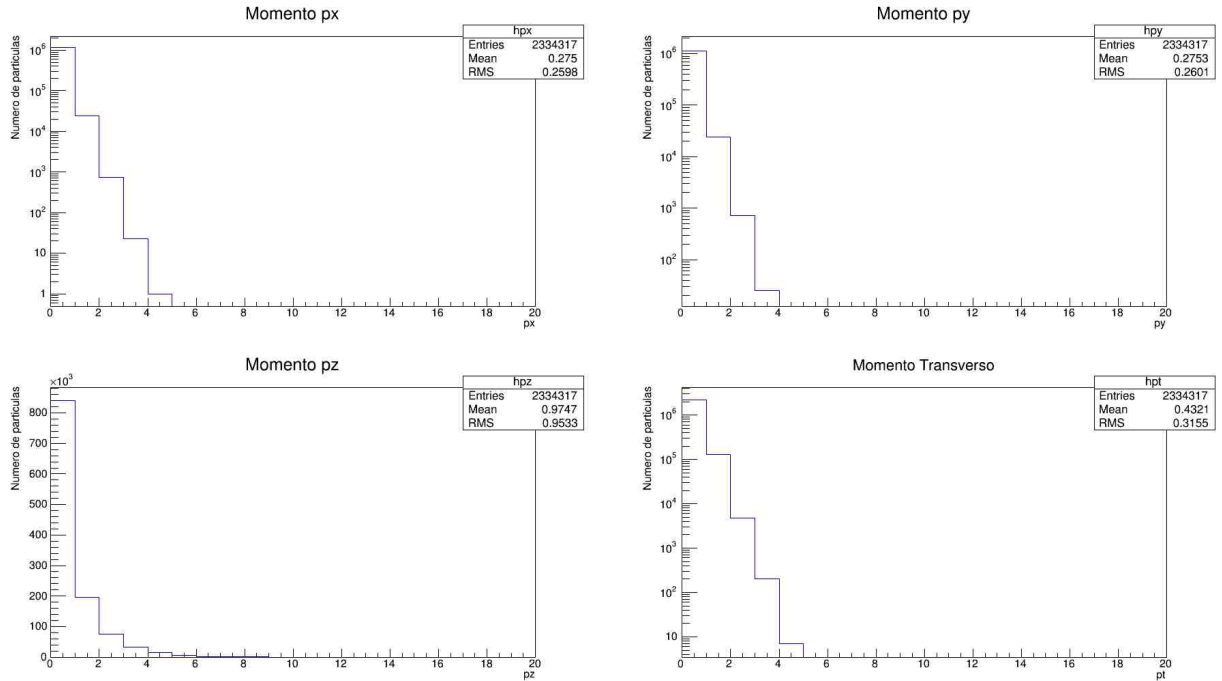 Momento px
hpx
Entries 2334317
Mean 0.275
RMS 0.2598
Numero de particulas
10^6
10^5
10^4
10^3
10^2
10
1
0 2 4 6 8 10 12 14 16 18 20
px
Momento py
hpy
Entries 2334317
Mean 0.2753
RMS 0.2601
Numero de particulas
10^6
10^5
10^4
10^3
10^2
0 2 4 6 8 10 12 14 16 18 20
py
Momento pz
×10^3
hpz
Entries 2334317
Mean 0.9747
RMS 0.9533
Numero de particulas
800
700
600
500
400
300
200
100
0
0 2 4 6 8 10 12 14 16 18 20
pz
Momento Transverso
hpt
Entries 2334317
Mean 0.4321
RMS 0.3155
Numero de particulas
10^6
10^5
10^4
10^3
10^2
10
0 2 4 6 8 10 12 14 16 18 20
pt